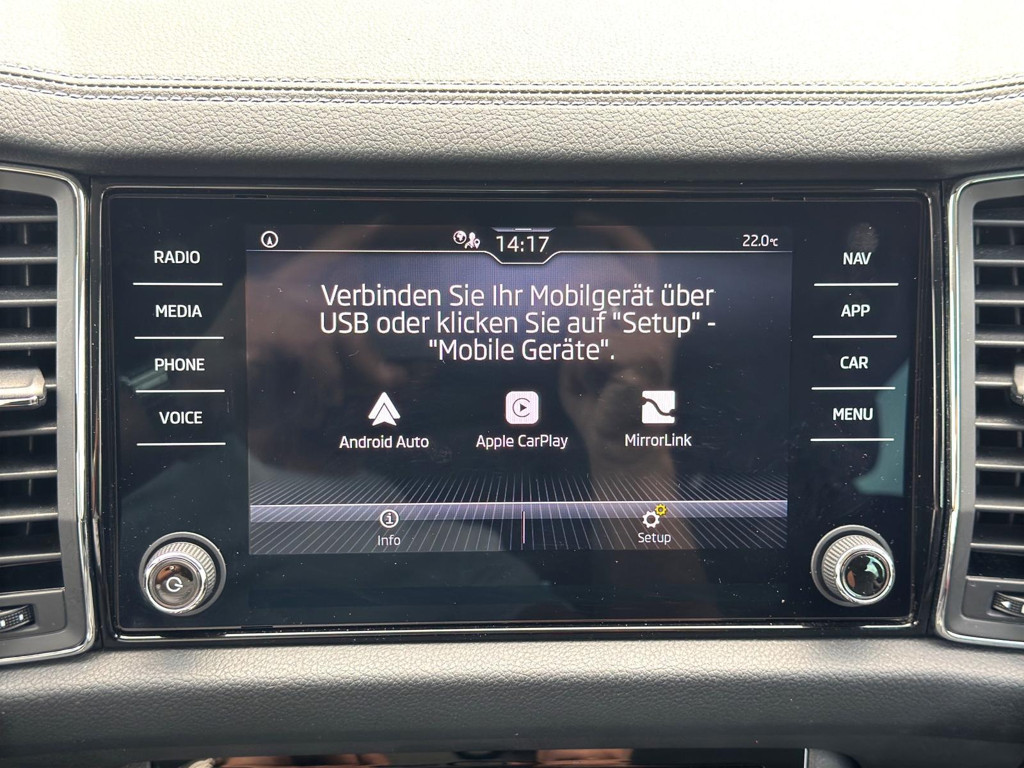 14:17
22.0°C
RADIO
MEDIA
PHONE
VOICE
Verbinden Sie Ihr Mobilgerät über
USB oder klicken Sie auf "Setup" -
"Mobile Geräte".
Android Auto
Apple CarPlay
MirrorLink
Info
Setup
NAV
APP
CAR
MENU